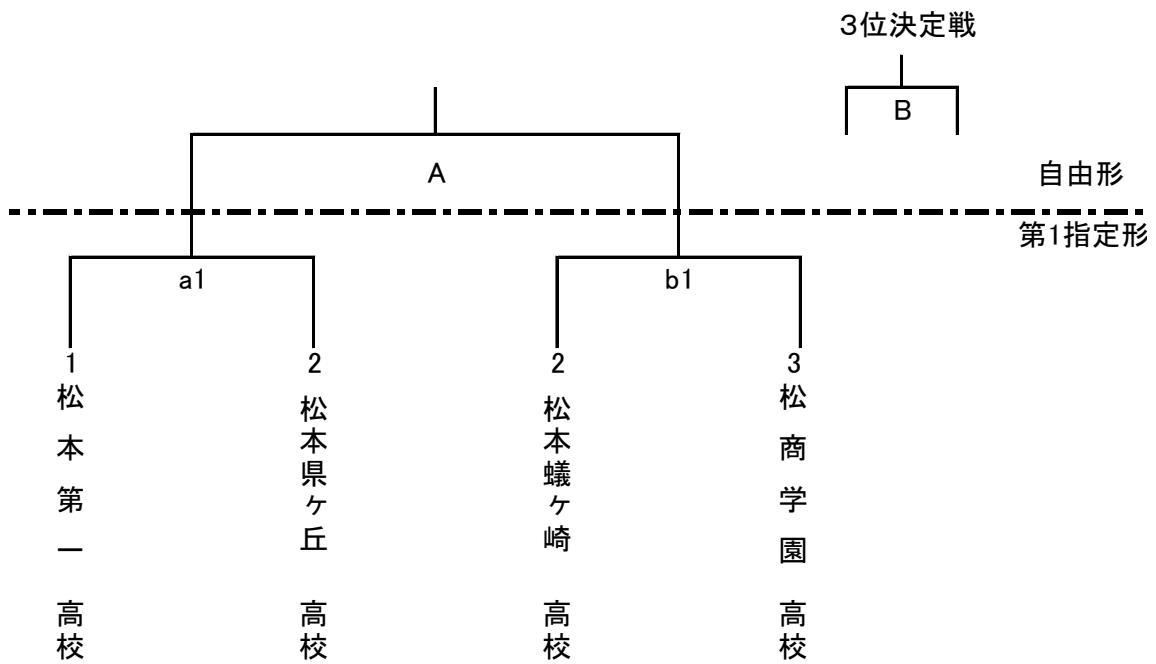 3位決定戦
B
A
自由形
第1指定形
a1
b1
1
松本第一高校
2
松本県ヶ丘高校
2
松本蟻ヶ崎高校
3
松商学園高校